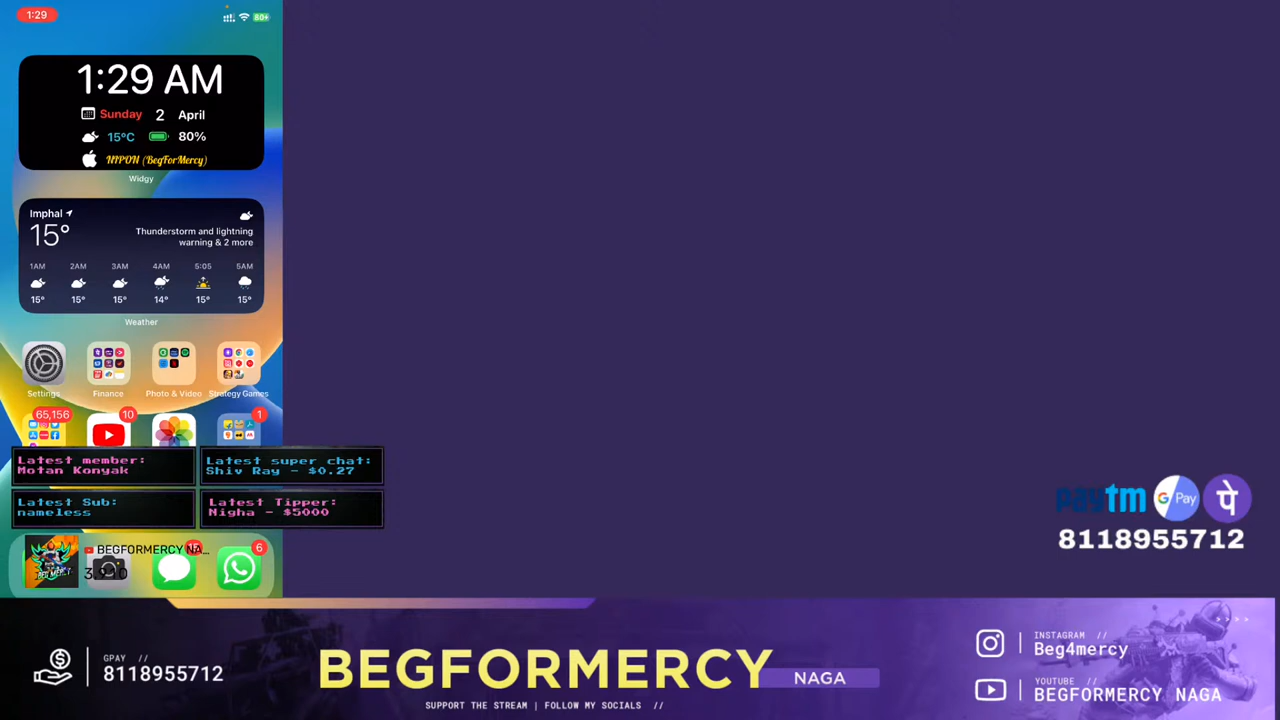 1:29
80+
1:29 AM
Sunday 2 April
15°C 80%
NIPON (BegForMercy)
Widgy
Imphal
15°
Thunderstorm and lightning
warning & 2 more
1AM 2AM 3AM 4AM 5:05 5AM
15° 15° 15° 14° 15° 15°
Weather
Settings Finance Photo & Video Strategy Games
65,156 10 1
Latest member:
Motan Konyak
Latest super chat:
Shiv Ray - $0.27
Latest Sub:
nameless
Latest Tipper:
Nigha - $5000
BEGFORMERCY NA...
6
paytm G Pay पे
8118955712
GPAY //
8118955712
BEGFORMERCY
NAGA
SUPPORT THE STREAM | FOLLOW MY SOCIALS //
> > > >
INSTAGRAM //
Beg4mercy
YOUTUBE //
BEGFORMERCY NAGA